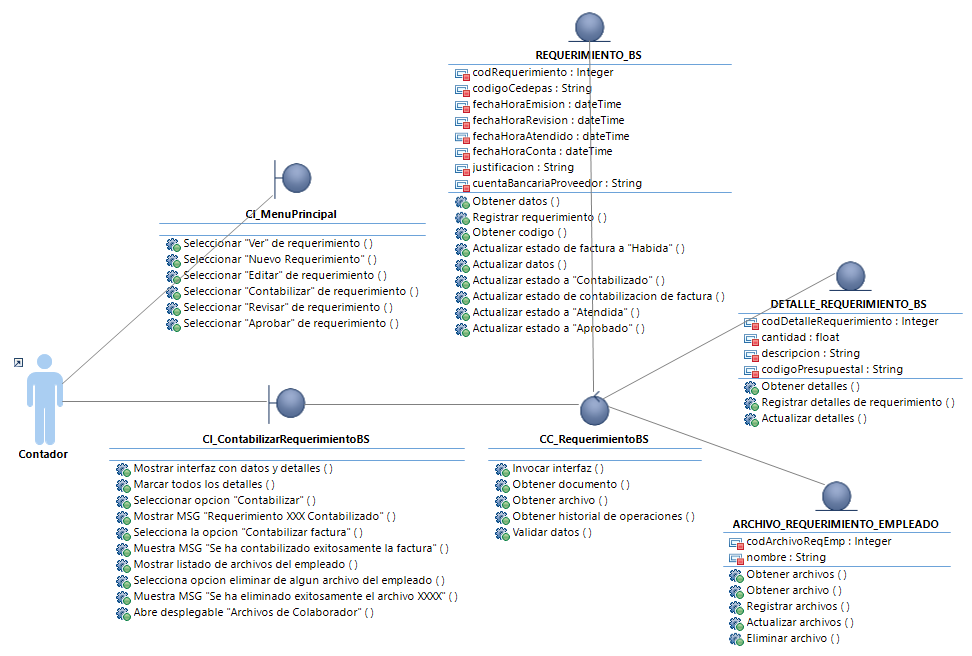 REQUERIMIENTO_BS
codRequerimiento : Integer
codigoCedepas : String
fechaHoraEmision : dateTime
fechaHoraRevision : dateTime
fechaHoraAtendido : dateTime
fechaHoraConta : dateTime
justificacion : String
cuentaBancariaProveedor : String
Obtener datos ( )
Registrar requerimiento ( )
Obtener codigo ( )
Actualizar estado de factura a "Habida" ( )
Actualizar datos ( )
Actualizar estado a "Contabilizado" ( )
Actualizar estado de contabilizacion de factura ( )
Actualizar estado a "Atendida" ( )
Actualizar estado a "Aprobado" ( )
CI_MenuPrincipal
Seleccionar "Ver" de requerimiento ( )
Seleccionar "Nuevo Requerimiento" ( )
Seleccionar "Editar" de requerimiento ( )
Seleccionar "Contabilizar" de requerimiento ( )
Seleccionar "Revisar" de requerimiento ( )
Seleccionar "Aprobar" de requerimiento ( )
DETALLE_REQUERIMIENTO_BS
codDetalleRequerimiento : Integer
cantidad : float
descripcion : String
codigoPresupuestal : String
Obtener detalles ( )
Registrar detalles de requerimiento ( )
Actualizar detalles ( )
Contador
CI_ContabilizarRequerimientoBS
Mostrar interfaz con datos y detalles ( )
Marcar todos los detalles ( )
Seleccionar opcion "Contabilizar" ( )
Mostrar MSG "Requerimiento XXX Contabilizado" ( )
Selecciona la opcion "Contabilizar factura" ( )
Muestra MSG "Se ha contabilizado exitosamente la factura" ( )
Mostrar listado de archivos del empleado ( )
Selecciona opcion eliminar de algun archivo del empleado ( )
Muestra MSG "Se ha eliminado exitosamente el archivo XXXX" ( )
Abre desplegable "Archivos de Colaborador" ( )
CC_RequerimientoBS
Invocar interfaz ( )
Obtener documento ( )
Obtener archivo ( )
Obtener historial de operaciones ( )
Validar datos ( )
ARCHIVO_REQUERIMIENTO_EMPLEADO
codArchivoReqEmp : Integer
nombre : String
Obtener archivos ( )
Obtener archivo ( )
Registrar archivos ( )
Actualizar archivos ( )
Eliminar archivo ( )